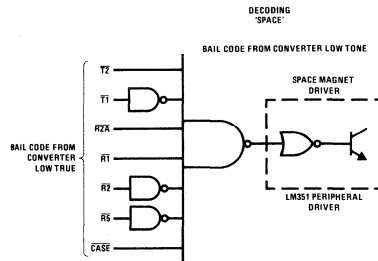 DECODING
'SPACE'
BAIL CODE FROM CONVERTER LOW TONE
SPACE MAGNET
DRIVER
T2
T1
R2A
R1
R2
R5
CASE
BAIL CODE FROM
CONVERTER
LOW TRUE
LM351 PERIPHERAL
DRIVER